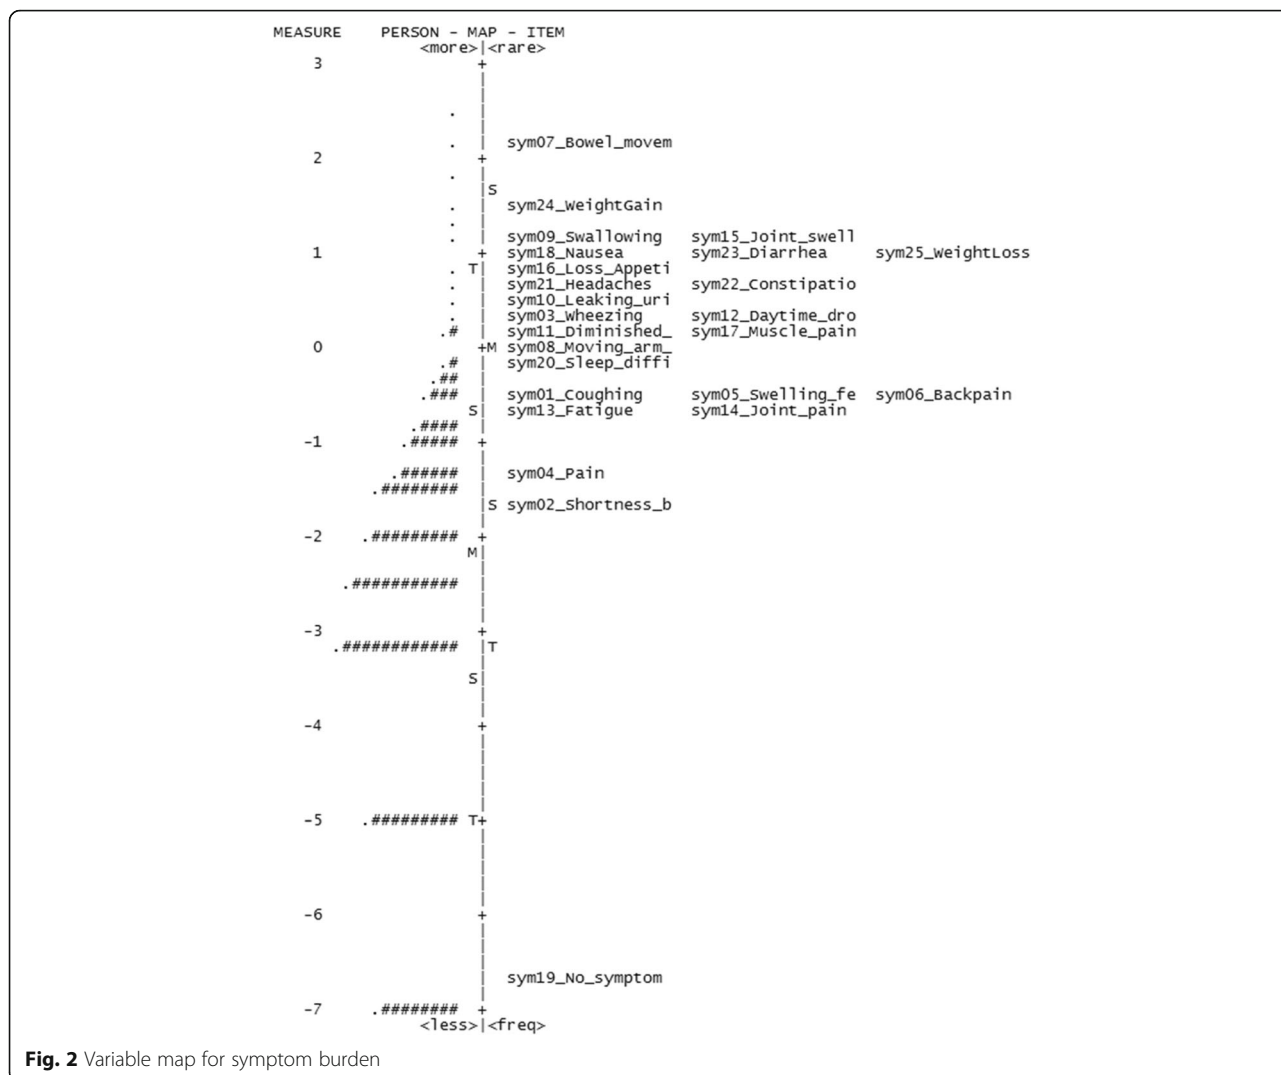 MEASURE PERSON - MAP - ITEM
<more>|<rare>
3 +
|
|
. |
|
. | sym07_Bowel_movem
2 +
. |
|S
. | sym24_WeightGain
. |
. | sym09_Swallowing sym15_Joint_swell
1 + sym18_Nausea sym23_Diarrhea sym25_WeightLoss
. T| sym16_Loss_Appeti
. | sym21_Headaches sym22_Constipatio
. | sym10_Leaking_uri
. | sym03_Wheezing sym12_Daytime_dro
.# | sym11_Diminished_ sym17_Muscle_pain
0 +M sym08_Moving_arm_
.# | sym20_Sleep_diffi
.## |
.### | sym01_Coughing sym05_Swelling_fe sym06_Backpain
S| sym13_Fatigue sym14_Joint_pain
.#### |
-1 .##### +
|
.###### | sym04_Pain
.######## |
|S sym02_Shortness_b
|
-2 .######### +
M|
|
.########### |
|
|
-3 +
.############ |T
|
S|
|
|
-4 +
|
|
|
|
|
-5 .######### T+
|
|
|
|
|
-6 +
|
|
|
| sym19_No_symptom
|
-7 .######## +
<less>|<freq>
Fig. 2 Variable map for symptom burden